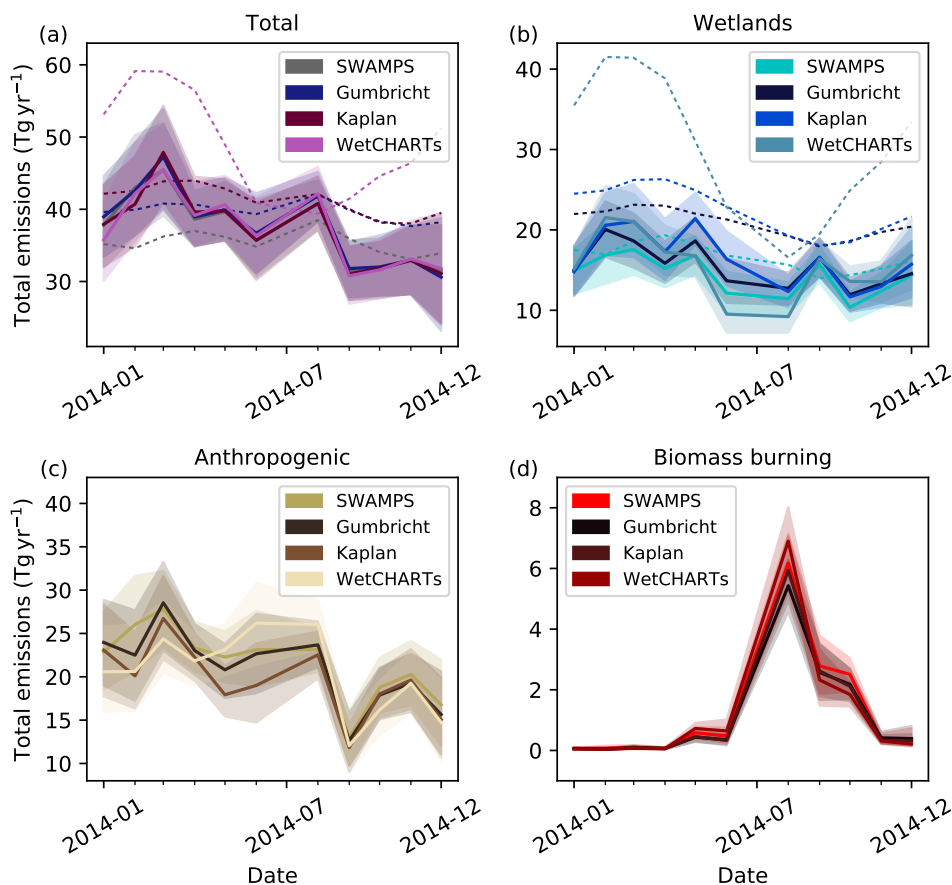 (a)
Total
Total emissions (Tg yr⁻¹)
60
50
40
30
SWAMPS
Gumbricht
Kaplan
WetCHARTs
2014-01
2014-07
2014-12
(b)
Wetlands
40
30
20
10
SWAMPS
Gumbricht
Kaplan
WetCHARTs
2014-01
2014-07
2014-12
(c)
Anthropogenic
Total emissions (Tg yr⁻¹)
40
35
30
25
20
15
10
SWAMPS
Gumbricht
Kaplan
WetCHARTs
2014-01
2014-07
2014-12
Date
(d)
Biomass burning
8
6
4
2
0
SWAMPS
Gumbricht
Kaplan
WetCHARTs
2014-01
2014-07
2014-12
Date